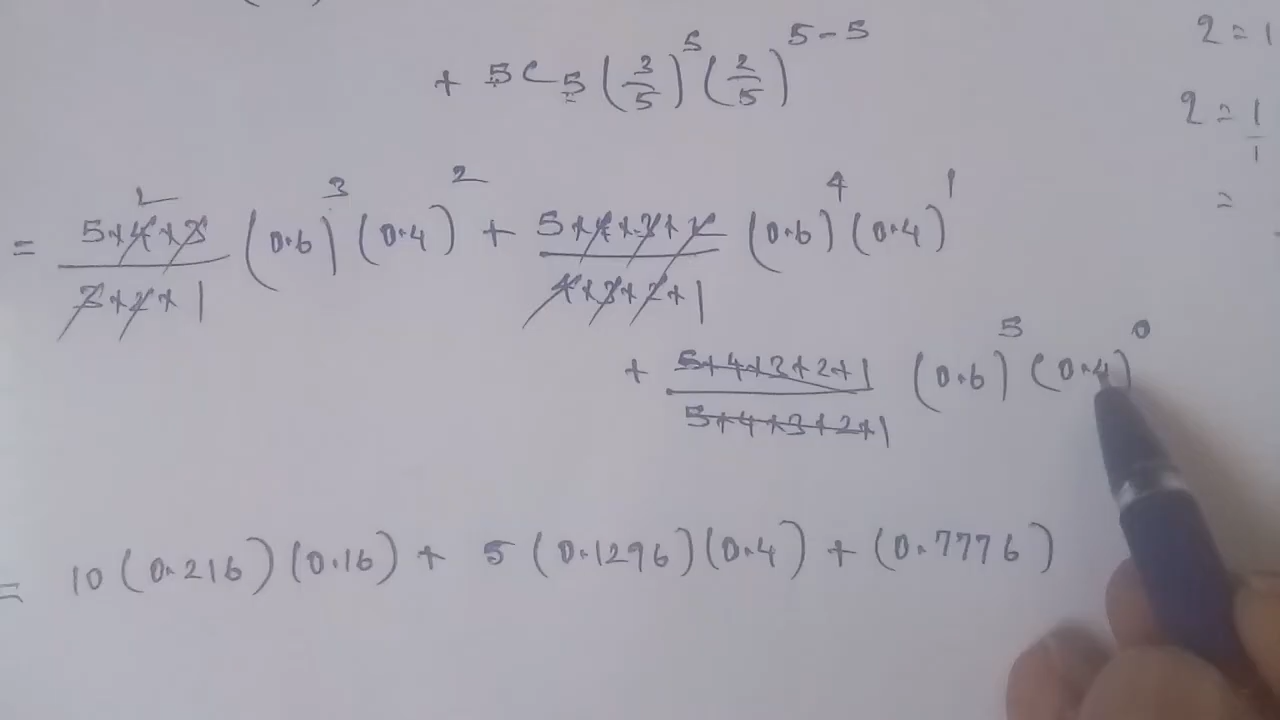 + 5C₅ (3/5)⁵ (2/5)⁵⁻⁵
q = 1
q = 1/1
=
= (5×4×3)/(3×2×1) (0.6)³ (0.4)² + (5×4×3×2)/(4×3×2×1) (0.6)⁴ (0.4)¹
+ (5×4×3×2×1)/(5×4×3×2×1) (0.6)⁵ (0.4)⁰
= 10 (0.216) (0.16) + 5 (0.1296) (0.4) + (0.7776)